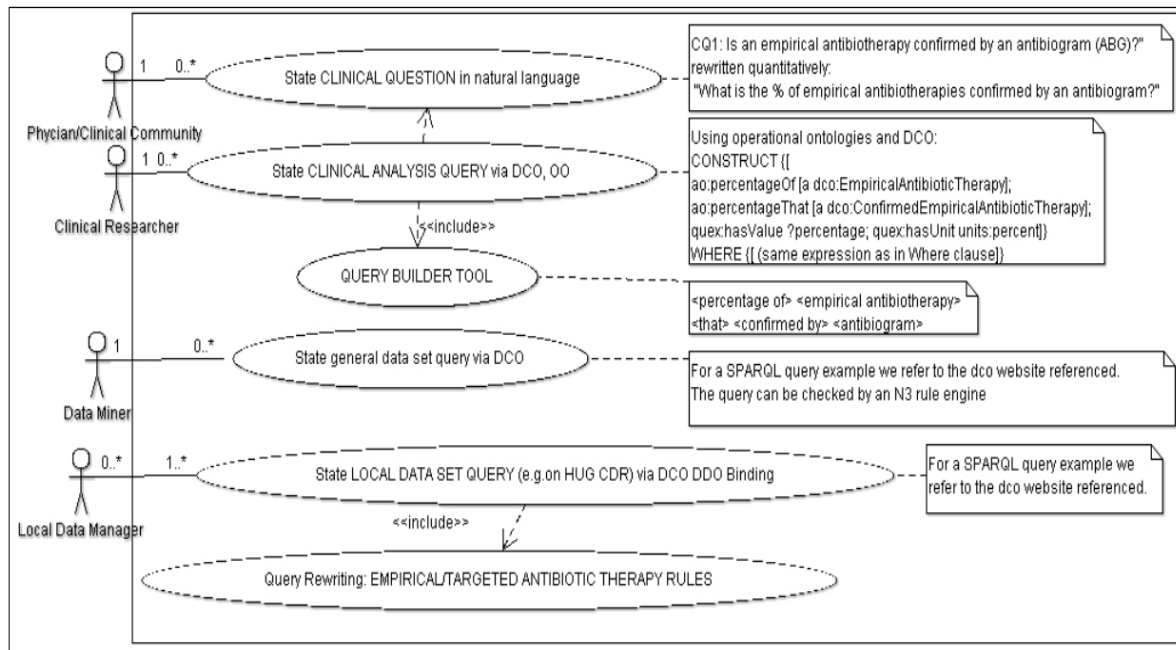 CQ1: Is an empirical antibiotherapy confirmed by an antibiogram (ABG)?"
rewritten quantitatively:
"What is the % of empirical antibiotherapies confirmed by an antibiogram?"
1
0..*
State CLINICAL QUESTION in natural language
Phycian/Clinical Community
Using operational ontologies and DCO:
CONSTRUCT {[
ao:percentageOf [a dco:EmpiricalAntibioticTherapy];
ao:percentageThat [a dco:ConfirmedEmpiricalAntibioticTherapy];
quex:hasValue ?percentage; quex:hasUnit units:percent]}
WHERE {[ (same expression as in Where clause]}
1 0..*
State CLINICAL ANALYSIS QUERY via DCO, OO
Clinical Researcher
<<include>>
QUERY BUILDER TOOL
<percentage of> <empirical antibiotherapy>
<that> <confirmed by> <antibiogram>
1
0..*
State general data set query via DCO
Data Miner
For a SPARQL query example we refer to the dco website referenced.
The query can be checked by an N3 rule engine
0..*
1..*
State LOCAL DATA SET QUERY (e.g.on HUG CDR) via DCO DDO Binding
Local Data Manager
For a SPARQL query example we
refer to the dco website referenced.
<<include>>
Query Rewriting: EMPIRICAL/TARGETED ANTIBIOTIC THERAPY RULES